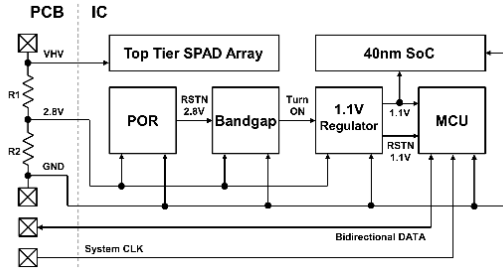 PCB
IC
VHV
Top Tier SPAD Array
40nm SoC
R1
2.8V
POR
RSTN
2.8V
Bandgap
Turn
ON
1.1V
Regulator
1.1V
RSTN
1.1V
MCU
R2
GND
Bidirectional DATA
System CLK